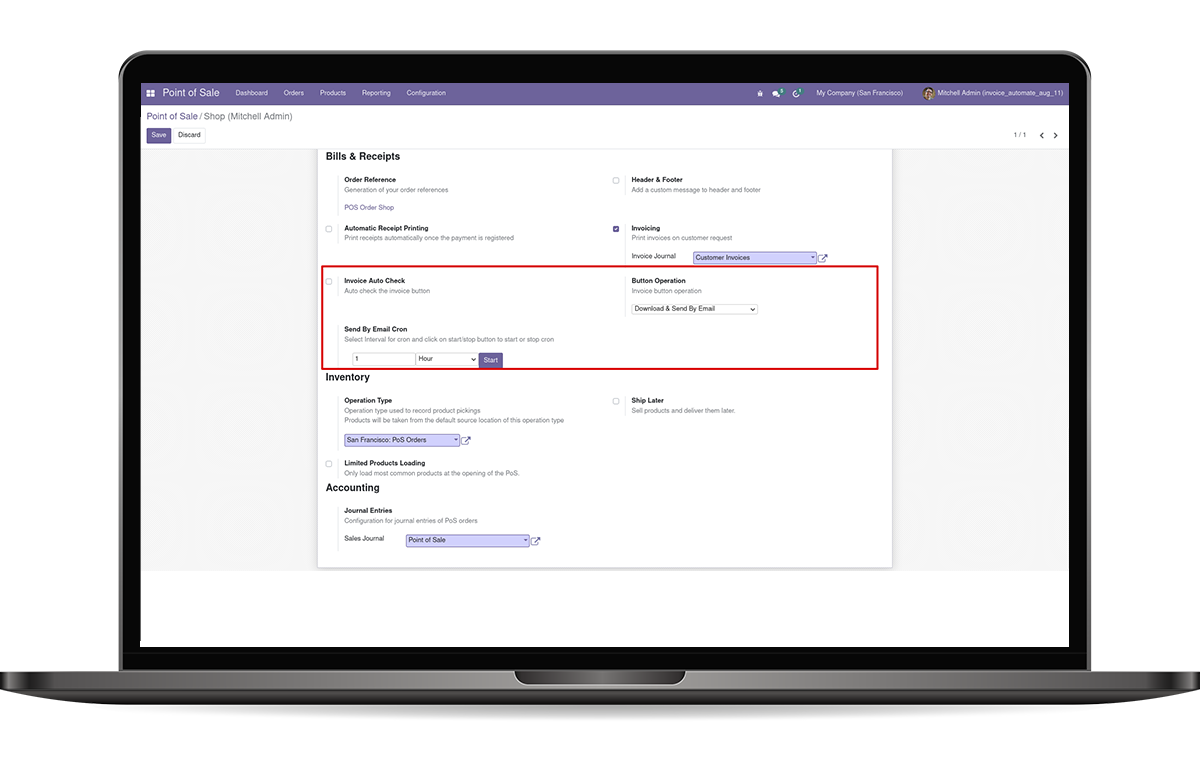 Point of Sale Dashboard Orders Products Reporting Configuration My Company (San Francisco) Mitchell Admin (invoice_automate_aug_11)
Point of Sale / Shop (Mitchell Admin)
Save Discard 1 / 1
Bills & Receipts
Order Reference
Generation of your order references
POS Order Shop
Header & Footer
Add a custom message to header and footer
Automatic Receipt Printing
Print receipts automatically once the payment is registered
Invoicing
Print invoices on customer request
Invoice Journal Customer Invoices
Invoice Auto Check
Auto check the invoice button
Button Operation
Invoice button operation
Download & Send By Email
Send By Email Cron
Select Interval for cron and click on start/stop button to start or stop cron
1 Hour Start
Inventory
Operation Type
Operation type used to record product pickings
Products will be taken from the default source location of this operation type
San Francisco: PoS Orders
Ship Later
Sell products and deliver them later.
Limited Products Loading
Only load most common products at the opening of the PoS.
Accounting
Journal Entries
Configuration for journal entries of PoS orders
Sales Journal Point of Sale